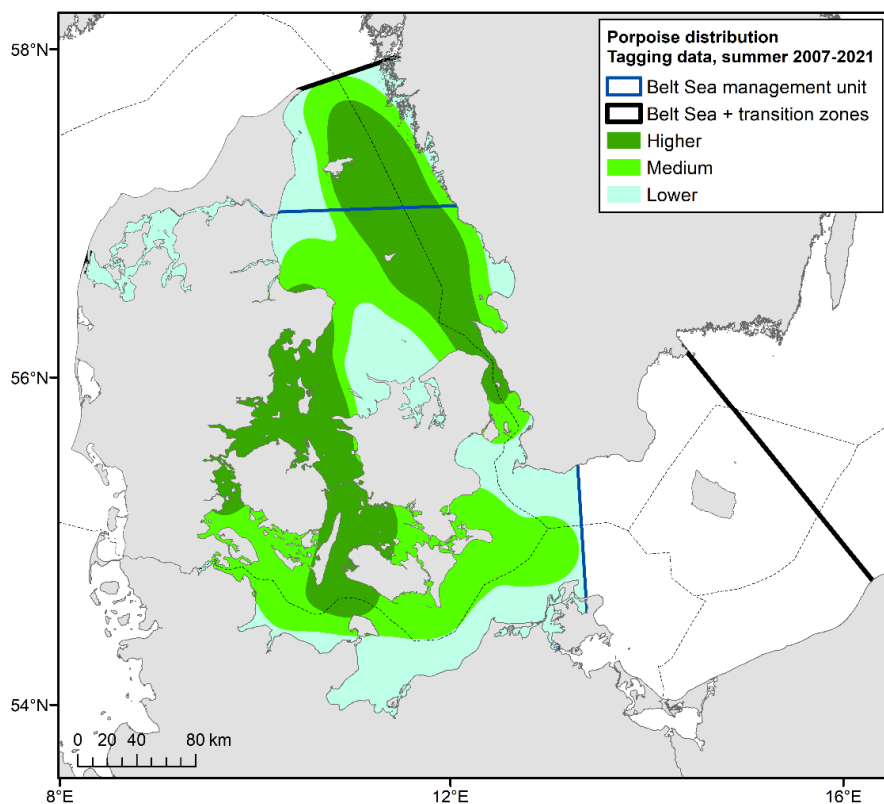 Porpoise distribution
Tagging data, summer 2007-2021
Belt Sea management unit
Belt Sea + transition zones
Higher
Medium
Lower
58°N
56°N
54°N
0 20 40 80 km
8°E 12°E 16°E